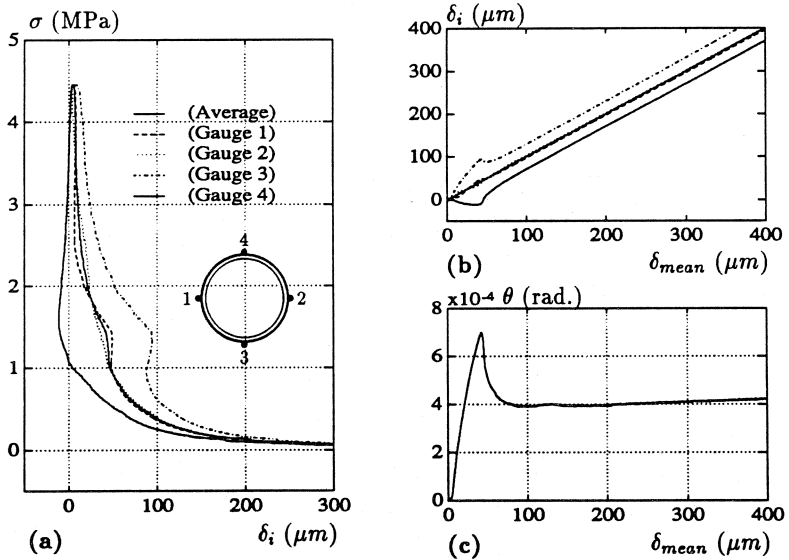 σ (MPa)
5
4
3
2
1
0
0
100
200
300
(Average)
(Gauge 1)
(Gauge 2)
(Gauge 3)
(Gauge 4)
4
1
2
3
(a)
δi (μm)
δi (μm)
400
300
200
100
0
0
100
200
300
400
(b)
δmean (μm)
x10-4 θ (rad.)
8
6
4
2
0
0
100
200
300
400
(c)
δmean (μm)